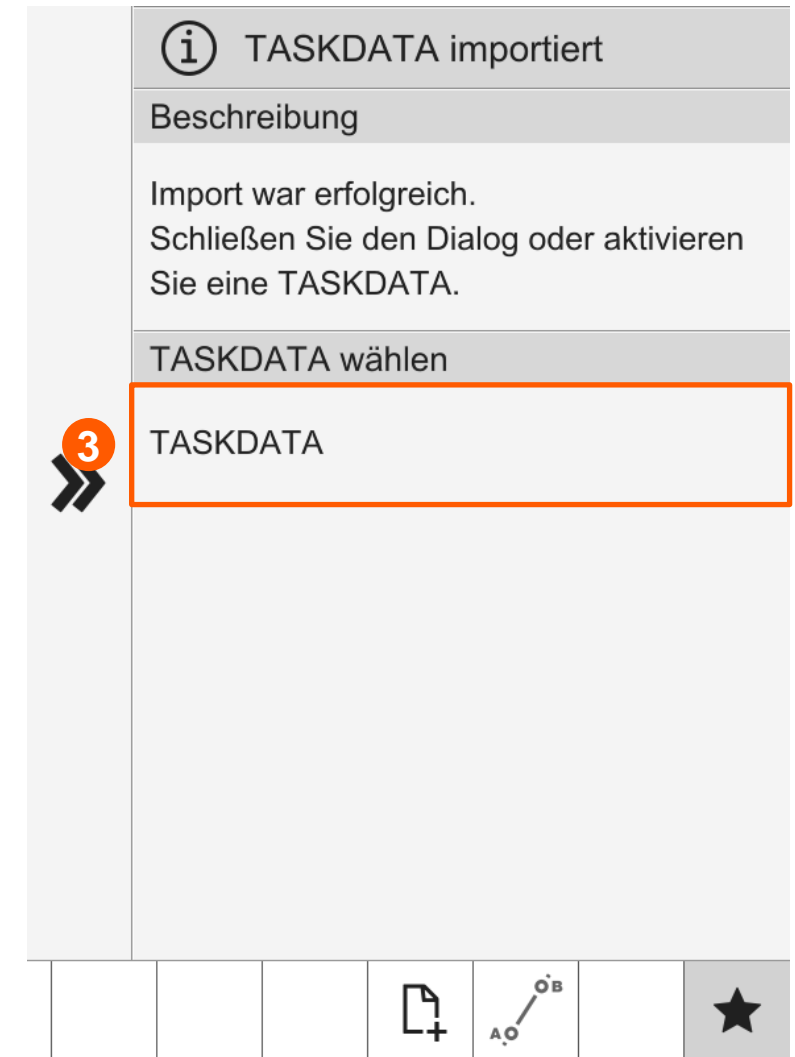 TASKDATA importiert
Beschreibung
Import war erfolgreich.
Schließen Sie den Dialog oder aktivieren
Sie eine TASKDATA.
TASKDATA wählen
3
TASKDATA
B
A